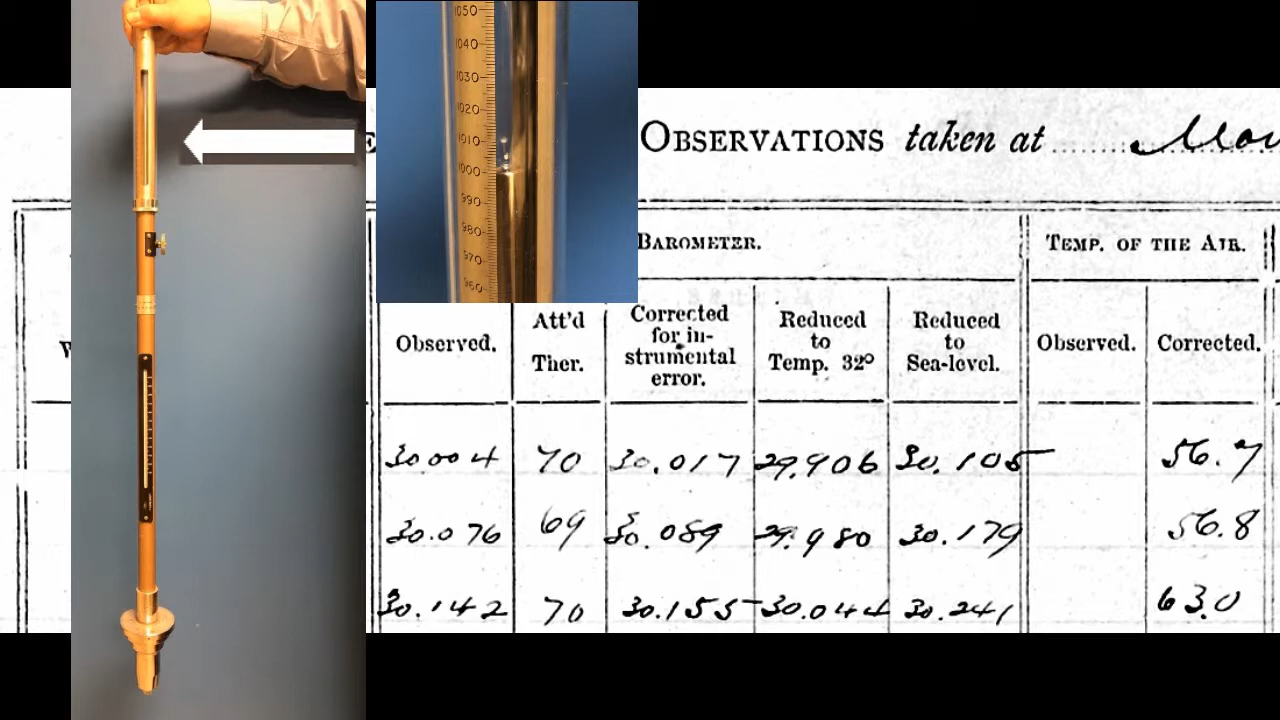 1050
1040
1030
1020
1010
1000
990
980
970
960
OBSERVATIONS taken at
BAROMETER. TEMP. OF THE AIR.
Observed. Att'd Ther. Corrected for in-strumental error. Reduced to Temp. 32° Reduced to Sea-level. Observed. Corrected.
30.004 70 30.017 29.906 30.105 56.7
30.076 69 30.089 29.980 30.179 56.8
30.142 70 30.155 30.044 30.241 63.0